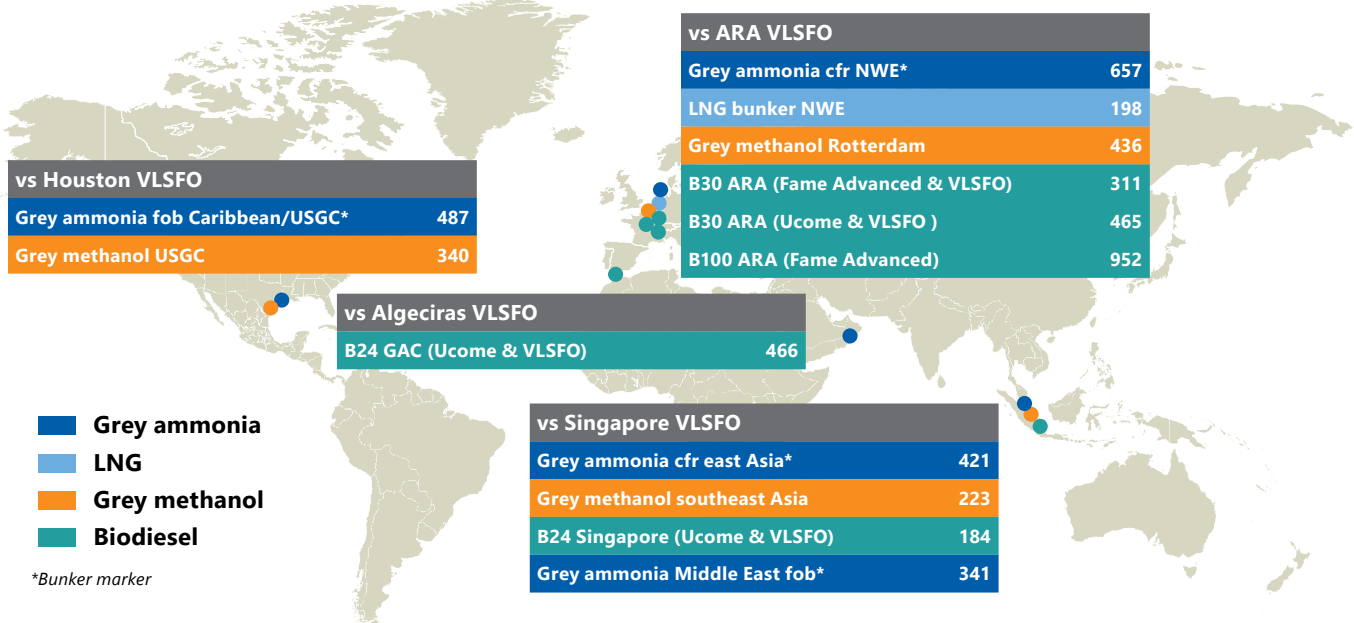 vs ARA VLSFO
Grey ammonia cfr NWE* 657
LNG bunker NWE 198
Grey methanol Rotterdam 436
B30 ARA (Fame Advanced & VLSFO) 311
B30 ARA (Ucome & VLSFO ) 465
B100 ARA (Fame Advanced) 952
vs Houston VLSFO
Grey ammonia fob Caribbean/USGC* 487
Grey methanol USGC 340
vs Algeciras VLSFO
B24 GAC (Ucome & VLSFO) 466
vs Singapore VLSFO
Grey ammonia cfr east Asia* 421
Grey methanol southeast Asia 223
B24 Singapore (Ucome & VLSFO) 184
Grey ammonia Middle East fob* 341
Grey ammonia
LNG
Grey methanol
Biodiesel
*Bunker marker